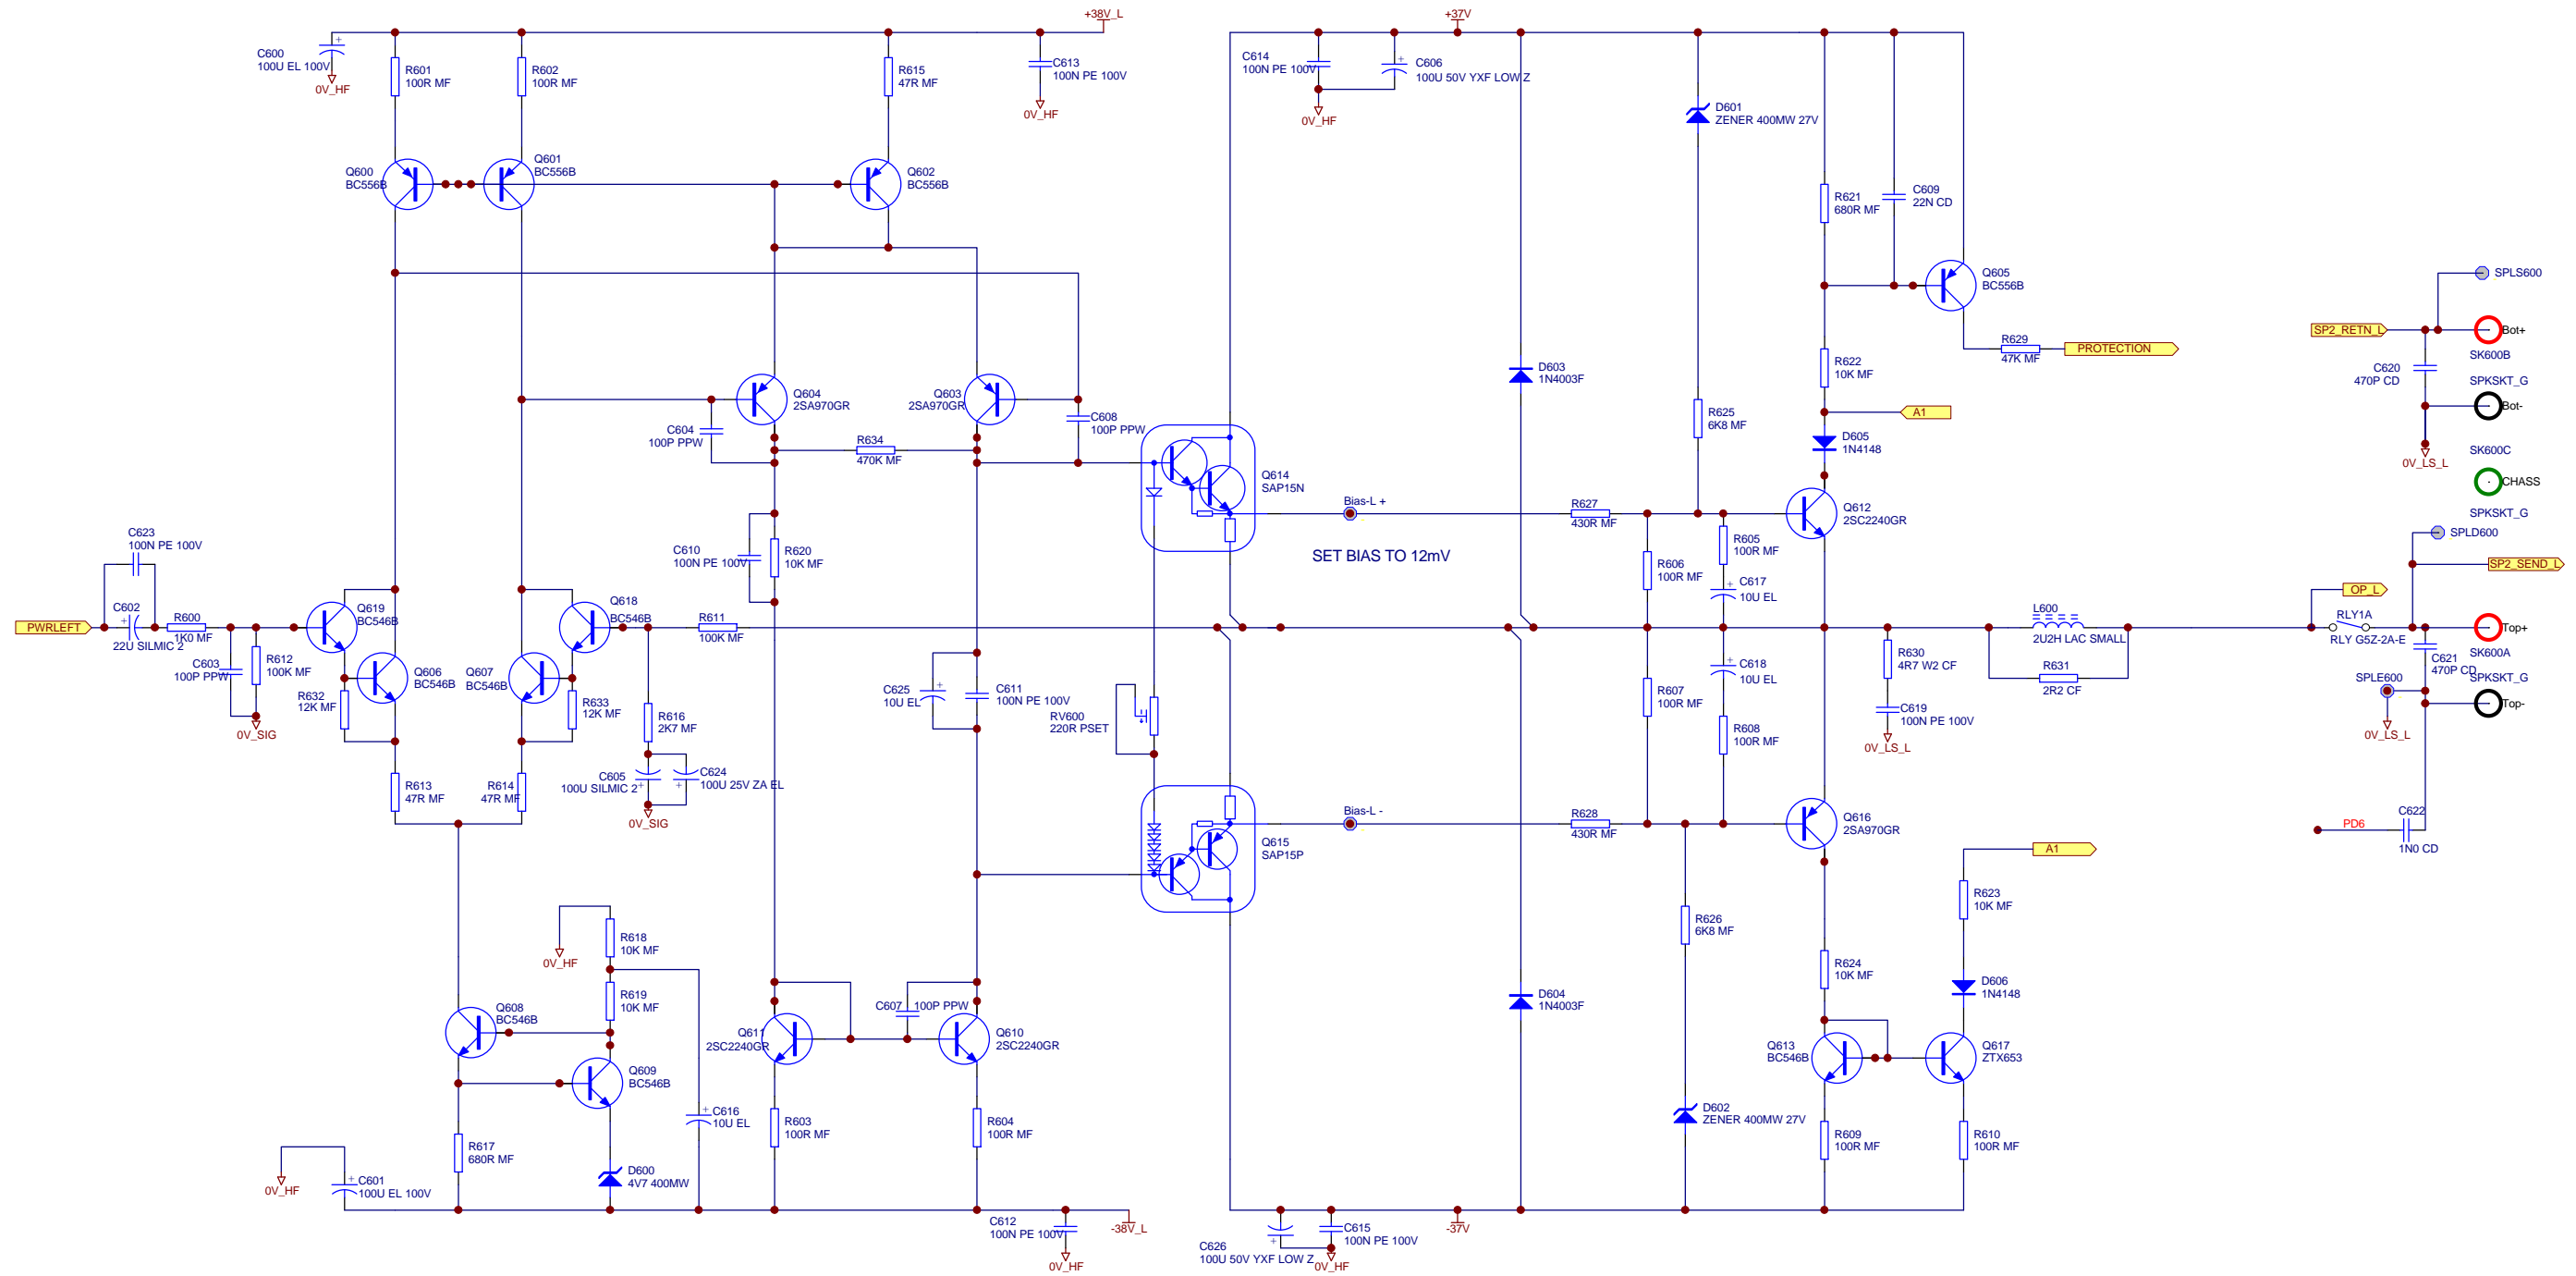 +38V_L
+37V
C600
100U EL 100V
0V_HF
R601
100R MF
R602
100R MF
R615
47R MF
C613
100N PE 100V
0V_HF
C614
100N PE 100V
0V_HF
C606
100U 50V YXF LOW Z
D601
ZENER 400MW 27V
Q600
BC556B
Q601
BC556B
Q602
BC556B
R621
680R MF
C609
22N CD
Q605
BC556B
R629
47K MF
PROTECTION
SPLS600
SP2_RETN_L
Bot+
SK600B
C620
470P CD
SPKSKT_G
Bot-
0V_LS_L
SK600C
CHASS
SPKSKT_G
D603
1N4003F
R622
10K MF
A1
R625
6K8 MF
D605
1N4148
Q604
2SA970GR
Q603
2SA970GR
C604
100P PPW
R634
470K MF
C608
100P PPW
Q614
SAP15N
Bias-L +
R627
430R MF
Q612
2SC2240GR
SET BIAS TO 12mV
C610
100N PE 100V
R620
10K MF
R606
100R MF
R605
100R MF
C617
10U EL
SPLD600
SP2_SEND_L
OP_L
C623
100N PE 100V
PWRLEFT
C602
22U SILMIC 2
R600
1K0 MF
C603
100P PPW
R612
100K MF
0V_SIG
Q619
BC546B
Q618
BC546B
R611
100K MF
Q606
BC546B
Q607
BC546B
R632
12K MF
R633
12K MF
R616
2K7 MF
C625
10U EL
C611
100N PE 100V
RV600
220R PSET
R607
100R MF
C618
10U EL
R608
100R MF
R630
4R7 W2 CF
C619
100N PE 100V
0V_LS_L
L600
2U2H LAC SMALL
R631
2R2 CF
RLY1A
RLY G5Z-2A-E
Top+
SK600A
C621
470P CD
SPKSKT_G
SPLE600
Top-
0V_LS_L
R613
47R MF
R614
47R MF
C605
100U SILMIC 2
C624
100U 25V ZA EL
0V_SIG
Q615
SAP15P
Bias-L -
R628
430R MF
Q616
2SA970GR
A1
PD6
C622
1N0 CD
R618
10K MF
0V_HF
R619
10K MF
Q608
BC546B
Q609
BC546B
C607
100P PPW
Q611
2SC2240GR
Q610
2SC2240GR
D604
1N4003F
R626
6K8 MF
R624
10K MF
R623
10K MF
D606
1N4148
Q613
BC546B
Q617
ZTX653
D602
ZENER 400MW 27V
C616
10U EL
R603
100R MF
R604
100R MF
R609
100R MF
R610
100R MF
R617
680R MF
D600
4V7 400MW
0V_HF
C601
100U EL 100V
C612
100N PE 100V
-38V_L
0V_HF
C626
100U 50V YXF LOW Z
C615
100N PE 100V
0V_HF
-37V